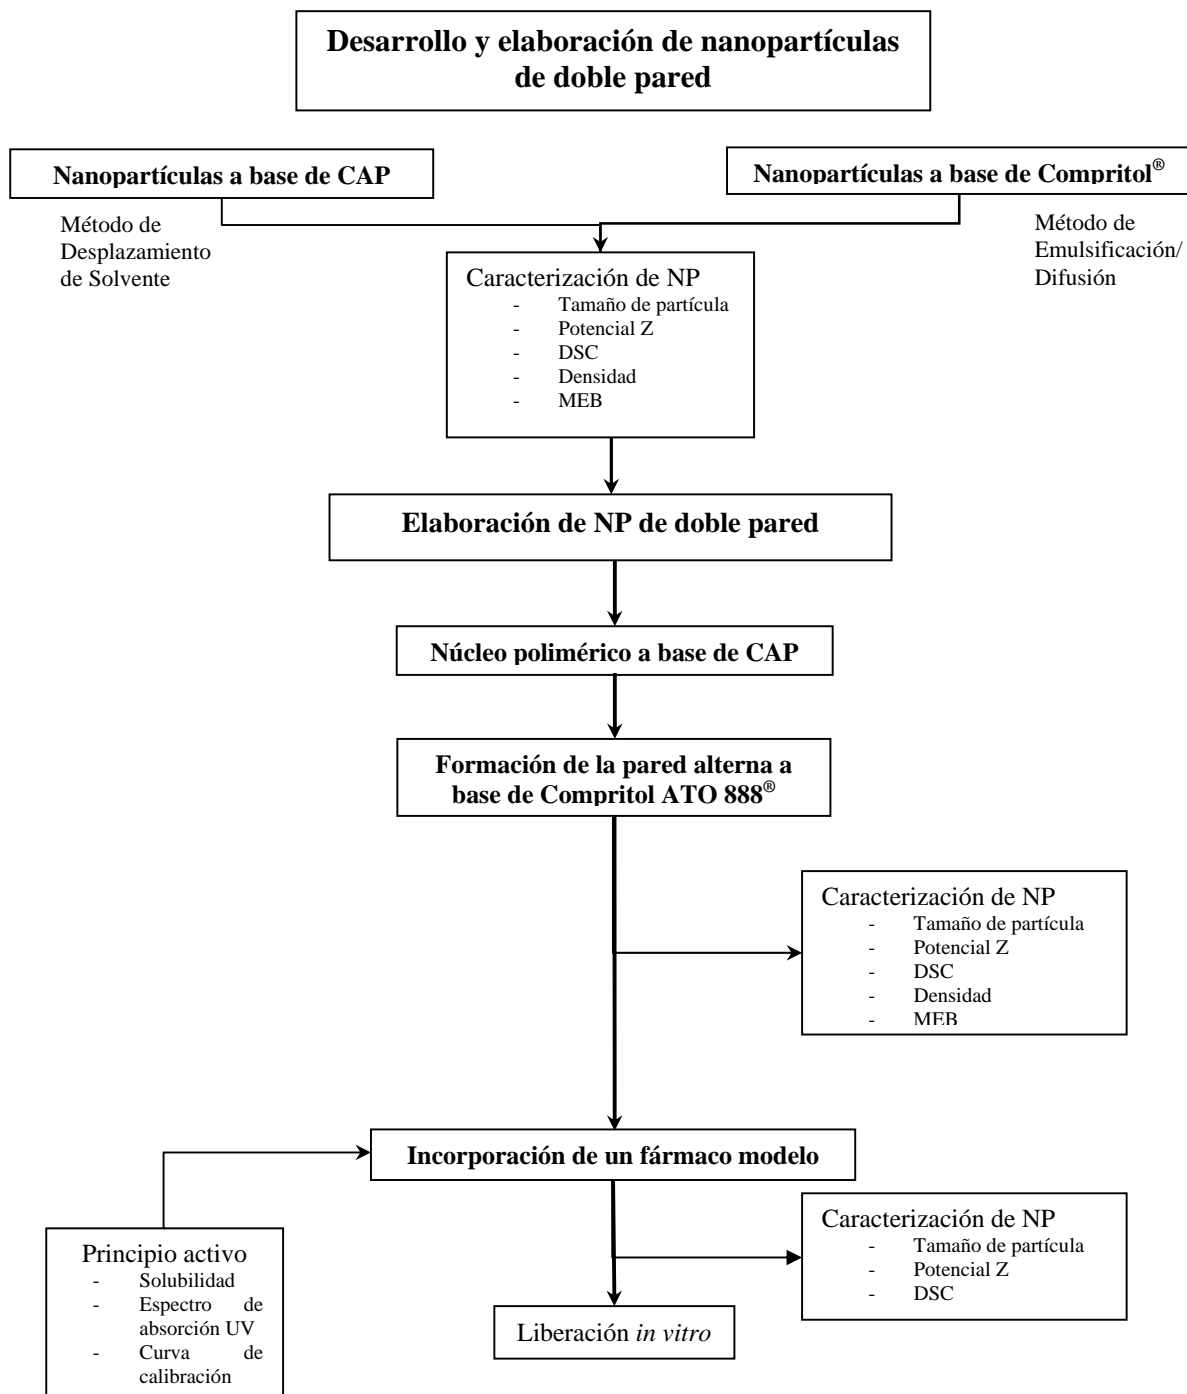 Desarrollo y elaboración de nanopartículas
de doble pared
Nanopartículas a base de CAP
Nanopartículas a base de Compritol®
Método de
Desplazamiento
de Solvente
Método de
Emulsificación/
Difusión
Caracterización de NP
- Tamaño de partícula
- Potencial Z
- DSC
- Densidad
- MEB
Elaboración de NP de doble pared
Núcleo polimérico a base de CAP
Formación de la pared alterna a
base de Compritol ATO 888®
Caracterización de NP
- Tamaño de partícula
- Potencial Z
- DSC
- Densidad
- MEB
Incorporación de un fármaco modelo
Caracterización de NP
- Tamaño de partícula
- Potencial Z
- DSC
Principio activo
- Solubilidad
- Espectro de
absorción UV
- Curva de
calibración
Liberación in vitro